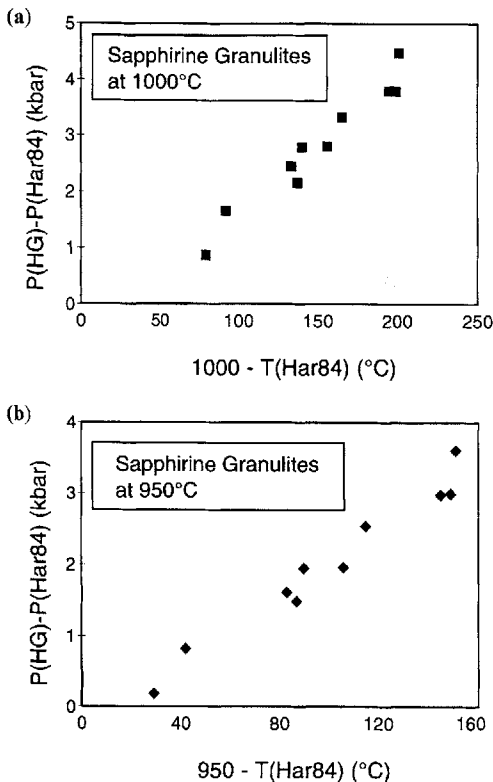 (a)
5
4
3
2
1
0
P(HG)-P(Har84) (kbar)
Sapphirine Granulites
at 1000°C
0 50 100 150 200 250
1000 - T(Har84) (°C)
(b)
4
3
2
1
0
P(HG)-P(Har84) (kbar)
Sapphirine Granulites
at 950°C
0 40 80 120 160
950 - T(Har84) (°C)